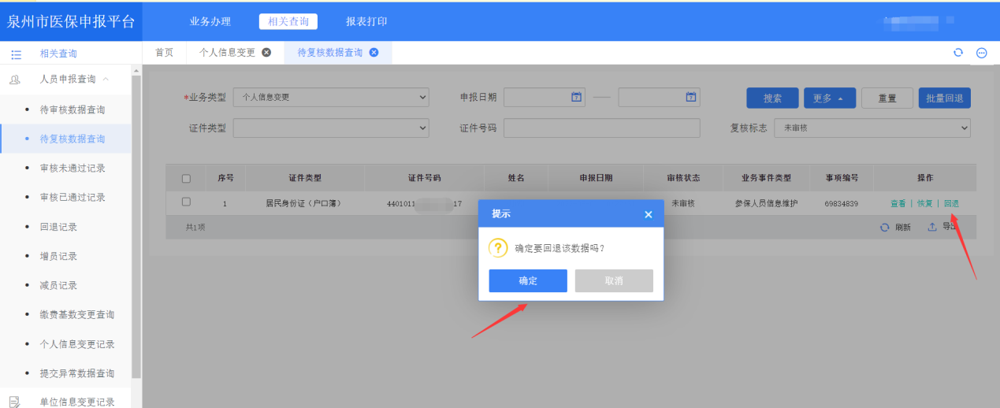 泉州市医保申报平台 业务办理 相关查询 报表打印
相关查询 首页 个人信息变更 待复核数据查询
人员申报查询
待审核数据查询
待复核数据查询
审核未通过记录
审核已通过记录
回退记录
增员记录
减员记录
缴费基数变更查询
个人信息变更记录
提交异常数据查询
单位信息变更记录
*业务类型 个人信息变更 申报日期 搜索 更多 重置 批量回退
证件类型 证件号码 复核标志 未审核
序号 证件类型 证件号码 姓名 申报日期 审核状态 业务事件类型 事项编号 操作
1 居民身份证（户口簿） 4401011 17 未审核 参保人员信息维护 69834839 查看 | 恢复 | 回退
共1项 刷新 导出
提示
确定要回退该数据吗？
确定 取消